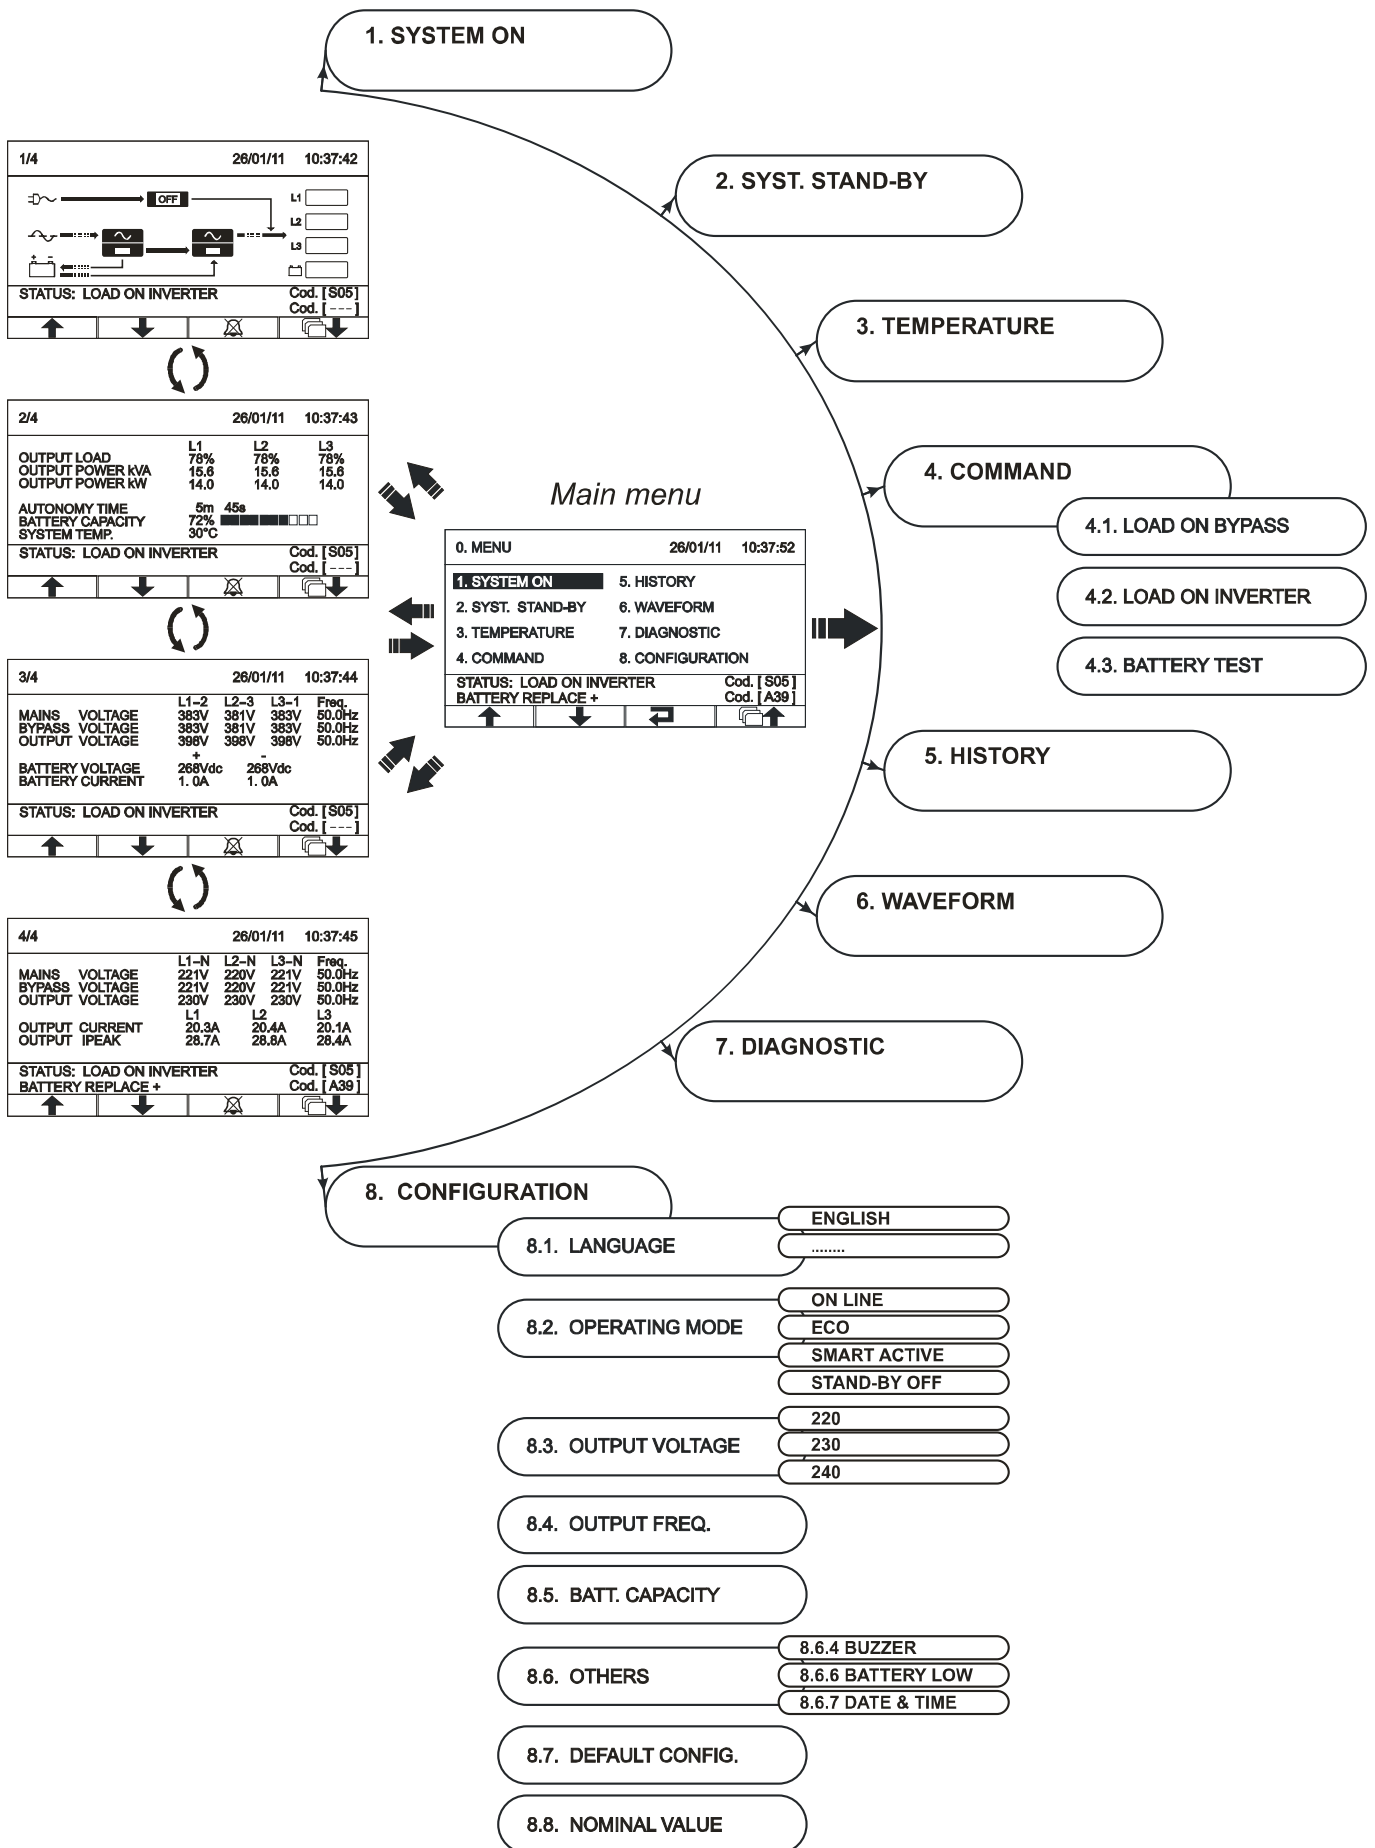 1. SYSTEM ON
1/4 26/01/11 10:37:42
OFF
L1
L2
L3
+ -
STATUS: LOAD ON INVERTER Cod. [S05]
Cod. [---]
2. SYST. STAND-BY
3. TEMPERATURE
2/4 26/01/11 10:37:43
L1 L2 L3
OUTPUT LOAD 78% 78% 78%
OUTPUT POWER kVA 15.6 15.6 15.6
OUTPUT POWER kW 14.0 14.0 14.0
AUTONOMY TIME 5m 45s
BATTERY CAPACITY 72%
SYSTEM TEMP. 30°C
STATUS: LOAD ON INVERTER Cod. [S05]
Cod. [---]
4. COMMAND
4.1. LOAD ON BYPASS
4.2. LOAD ON INVERTER
4.3. BATTERY TEST
Main menu
0. MENU 26/01/11 10:37:52
1. SYSTEM ON 5. HISTORY
2. SYST. STAND-BY 6. WAVEFORM
3. TEMPERATURE 7. DIAGNOSTIC
4. COMMAND 8. CONFIGURATION
STATUS: LOAD ON INVERTER Cod. [S05]
BATTERY REPLACE + Cod. [A39]
3/4 26/01/11 10:37:44
L1-2 L2-3 L3-1 Freq.
MAINS VOLTAGE 383V 381V 383V 50.0Hz
BYPASS VOLTAGE 383V 381V 383V 50.0Hz
OUTPUT VOLTAGE 398V 398V 398V 50.0Hz
+ -
BATTERY VOLTAGE 268Vdc 268Vdc
BATTERY CURRENT 1. 0A 1. 0A
STATUS: LOAD ON INVERTER Cod. [S05]
Cod. [---]
5. HISTORY
6. WAVEFORM
4/4 26/01/11 10:37:45
L1-N L2-N L3-N Freq.
MAINS VOLTAGE 221V 220V 221V 50.0Hz
BYPASS VOLTAGE 221V 220V 221V 50.0Hz
OUTPUT VOLTAGE 230V 230V 230V 50.0Hz
L1 L2 L3
OUTPUT CURRENT 20.3A 20.4A 20.1A
OUTPUT IPEAK 28.7A 28.8A 28.4A
STATUS: LOAD ON INVERTER Cod. [S05]
BATTERY REPLACE + Cod. [A39]
7. DIAGNOSTIC
8. CONFIGURATION
8.1. LANGUAGE
ENGLISH
........
8.2. OPERATING MODE
ON LINE
ECO
SMART ACTIVE
STAND-BY OFF
8.3. OUTPUT VOLTAGE
220
230
240
8.4. OUTPUT FREQ.
8.5. BATT. CAPACITY
8.6. OTHERS
8.6.4 BUZZER
8.6.6 BATTERY LOW
8.6.7 DATE & TIME
8.7. DEFAULT CONFIG.
8.8. NOMINAL VALUE